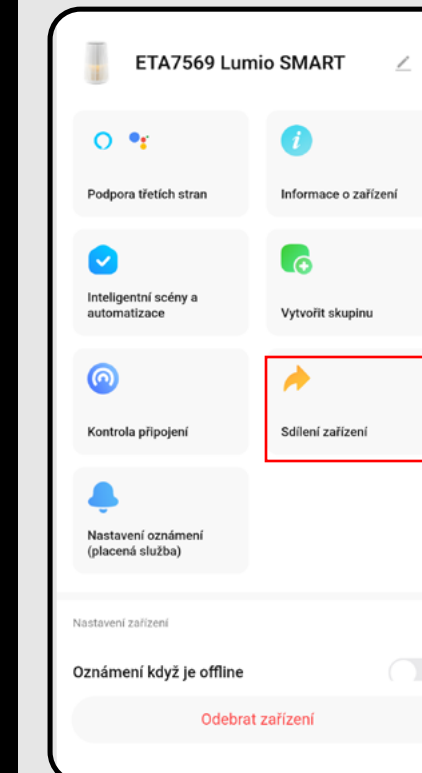 ETA7569 Lumio SMART
Podpora třetích stran
Informace o zařízení
Inteligentní scény a
automatizace
Vytvořit skupinu
Kontrola připojení
Sdílení zařízení
Nastavení oznámení
(placená služba)
Nastavení zařízení
Oznámení když je offline
Odebrat zařízení